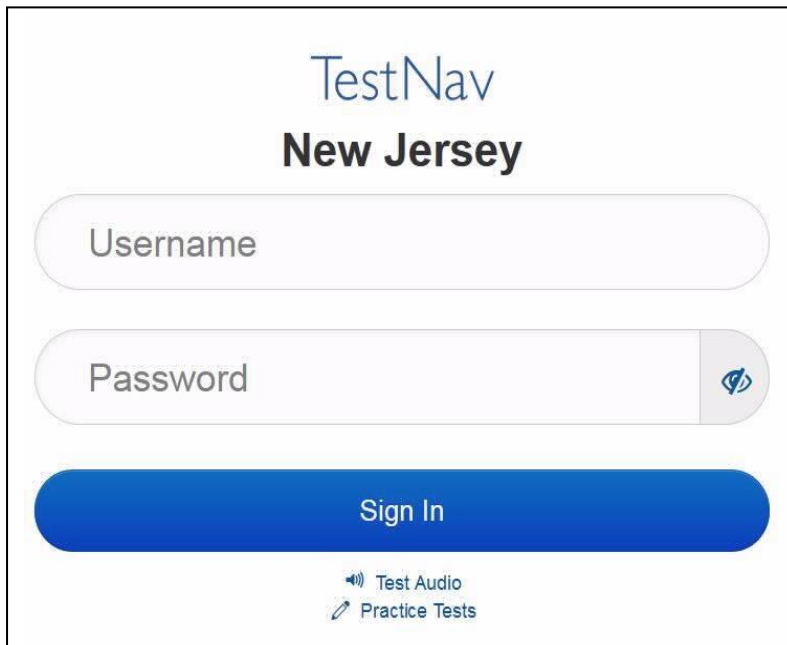 TestNav
New Jersey
Username
Password
Sign In
Test Audio
Practice Tests